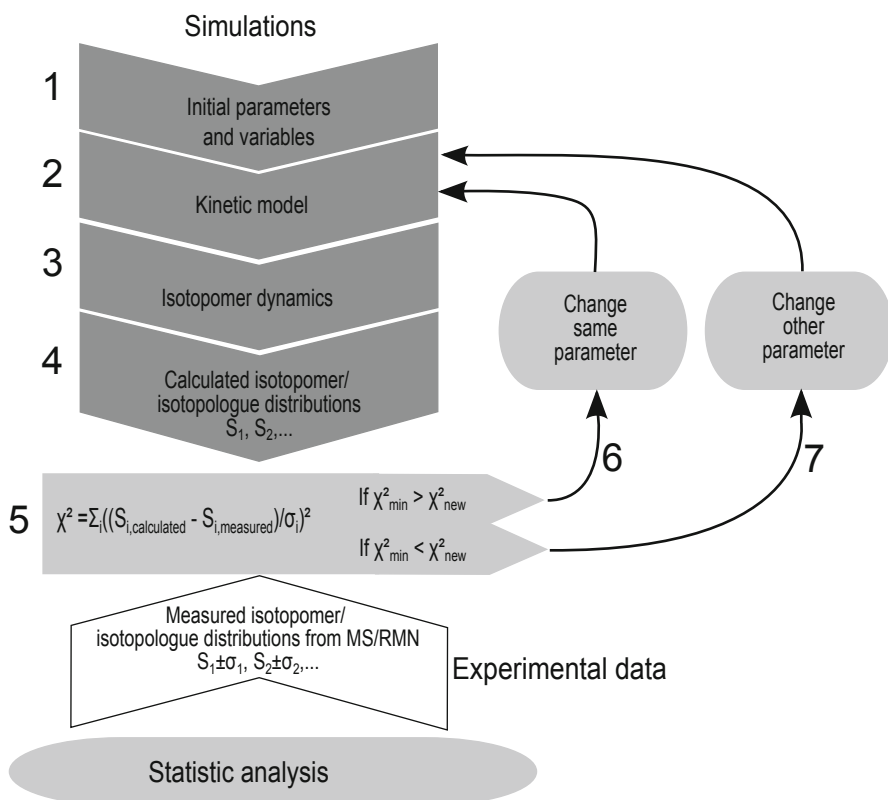 Simulations
1
Initial parameters
and variables
2
Kinetic model
3
Isotopomer dynamics
4
Calculated isotopomer/
isotopologue distributions
S₁, S₂,...
Change
same
parameter
Change
other
parameter
6
7
5
χ² =Σᵢ((Sᵢ,calculated - Sᵢ,measured)/σᵢ)²
If χ²min > χ²new
If χ²min < χ²new
Measured isotopomer/
isotopologue distributions from MS/RMN
S₁±σ₁, S₂±σ₂,...
Experimental data
Statistic analysis